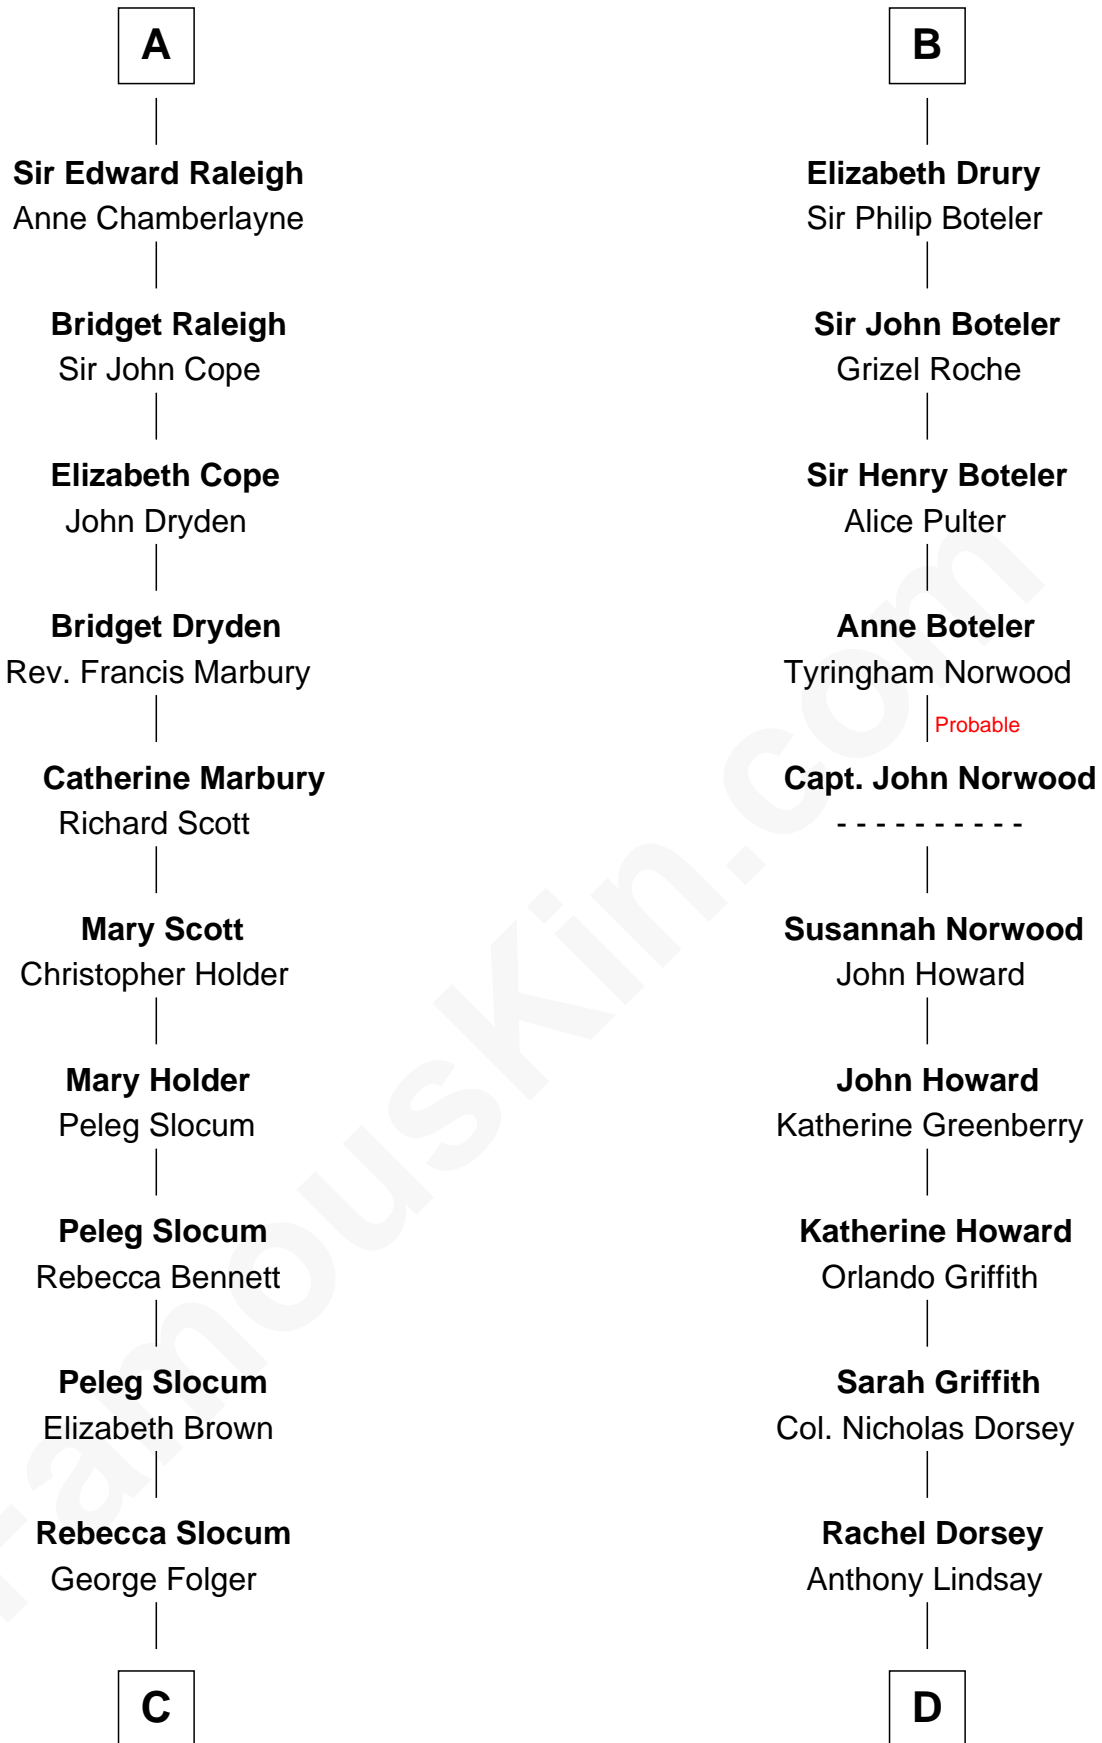 A
Sir Edward Raleigh
Anne Chamberlayne
Bridget Raleigh
Sir John Cope
Elizabeth Cope
John Dryden
Bridget Dryden
Rev. Francis Marbury
Catherine Marbury
Richard Scott
Mary Scott
Christopher Holder
Mary Holder
Peleg Slocum
Peleg Slocum
Rebecca Bennett
Peleg Slocum
Elizabeth Brown
Rebecca Slocum
George Folger
C
B
Elizabeth Drury
Sir Philip Boteler
Sir John Boteler
Grizel Roche
Sir Henry Boteler
Alice Pulter
Anne Boteler
Tyringham Norwood
Probable
Capt. John Norwood
- - - - - - - - - -
Susannah Norwood
John Howard
John Howard
Katherine Greenberry
Katherine Howard
Orlando Griffith
Sarah Griffith
Col. Nicholas Dorsey
Rachel Dorsey
Anthony Lindsay
D
FamousKin.com